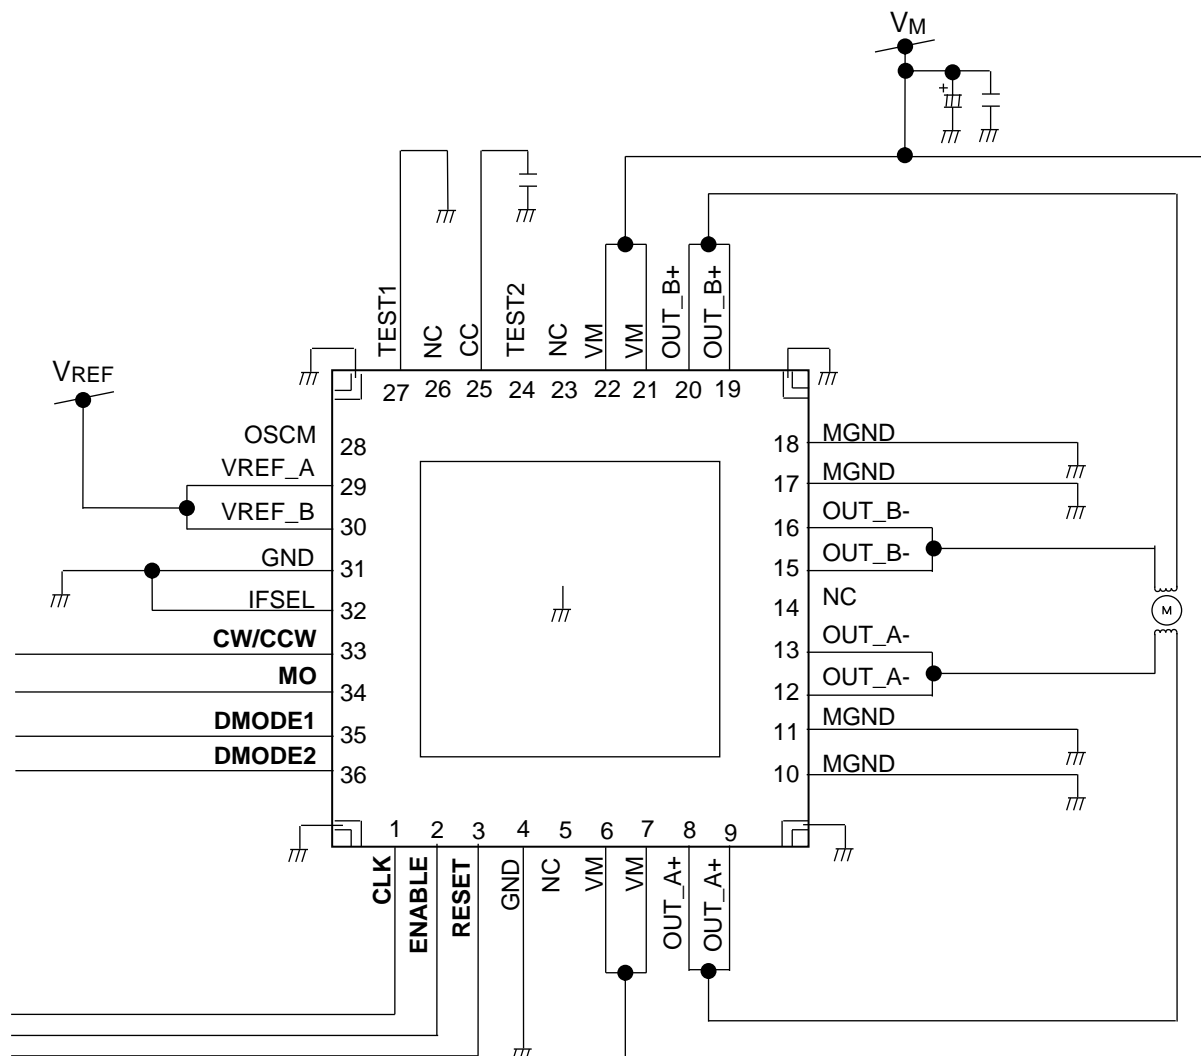 VM
+
TEST1
NC
CC
TEST2
NC
VM
VM
OUT_B+
OUT_B+
27
26
25
24
23
22
21
20
19
VREF
OSCM
28
VREF_A
29
VREF_B
30
GND
31
IFSEL
32
CW/CCW
33
MO
34
DMODE1
35
DMODE2
36
18
MGND
17
MGND
16
OUT_B-
15
OUT_B-
14
NC
13
OUT_A-
12
OUT_A-
11
MGND
10
MGND
M
1
2
3
4
5
6
7
8
9
CLK
ENABLE
RESET
GND
NC
VM
VM
OUT_A+
OUT_A+